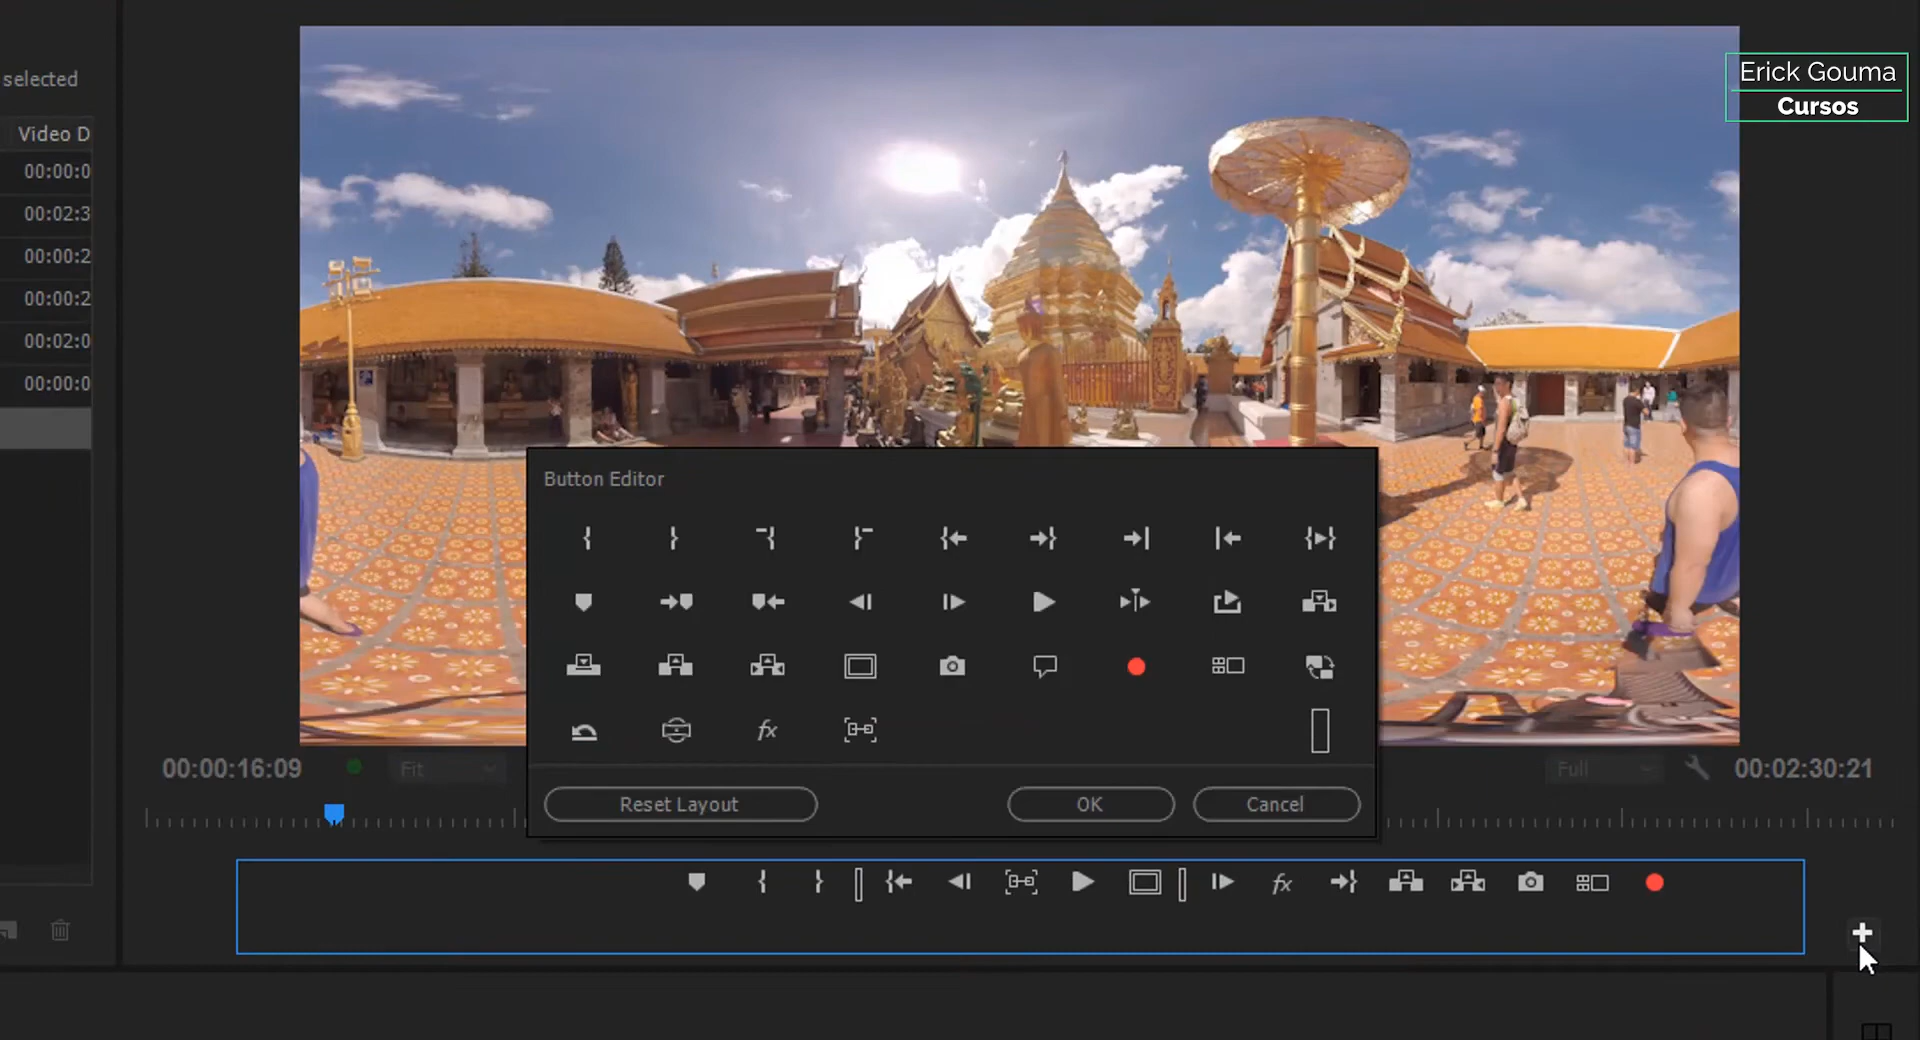 selected
Erick Gouma
Cursos
Video D
00:00:0
00:02:3
00:00:2
00:00:2
00:02:0
00:00:0
Button Editor
fx
00:00:16:09
Fit
Full
00:02:30:21
Reset Layout
OK
Cancel
fx